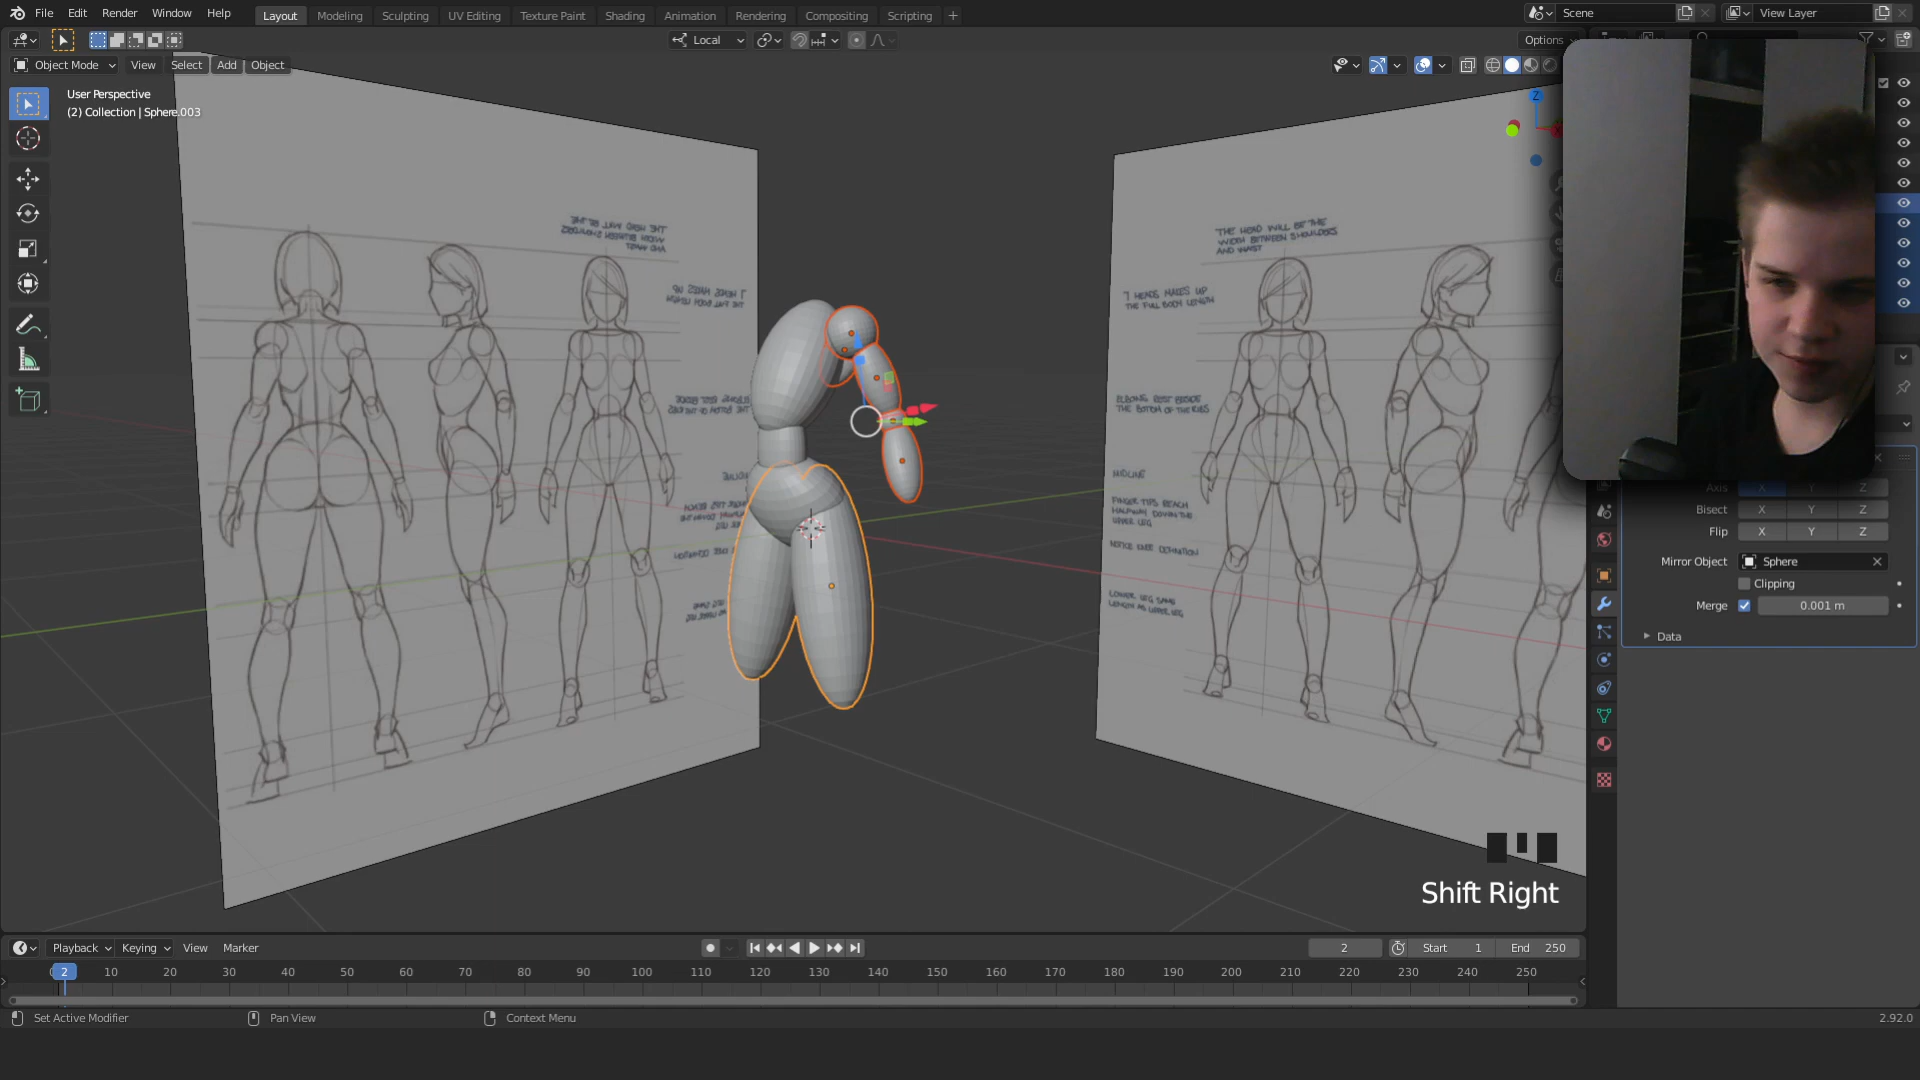 File Edit Render Window Help
Layout Modeling Sculpting UV Editing Texture Paint Shading Animation Rendering Compositing Scripting +
Scene
View Layer
Local
Options
Object Mode View Select Add Object
User Perspective
(2) Collection | Sphere.003
Z
THE HEAD WILL BE THE
WIDTH BETWEEN SHOULDERS
AND WAIST
7 HEADS MAKES UP
THE FULL BODY LENGTH
ELBOWS REST BESIDE
THE BOTTOM OF THE RIBS
MIDLINE
FINGER TIPS REACH
HALFWAY DOWN THE
UPPER LEG
NOTICE KNEE DEFINITION
LOWER LEG SAME
LENGTH AS UPPER LEG
Axis X Y Z
Bisect X Y Z
Flip X Y Z
Mirror Object Sphere
Clipping
Merge 0.001 m
Data
Shift Right
Playback Keying View Marker
2 Start 1 End 250
2 10 20 30 40 50 60 70 80 90 100 110 120 130 140 150 160 170 180 190 200 210 220 230 240 250
Set Active Modifier Pan View Context Menu 2.92.0